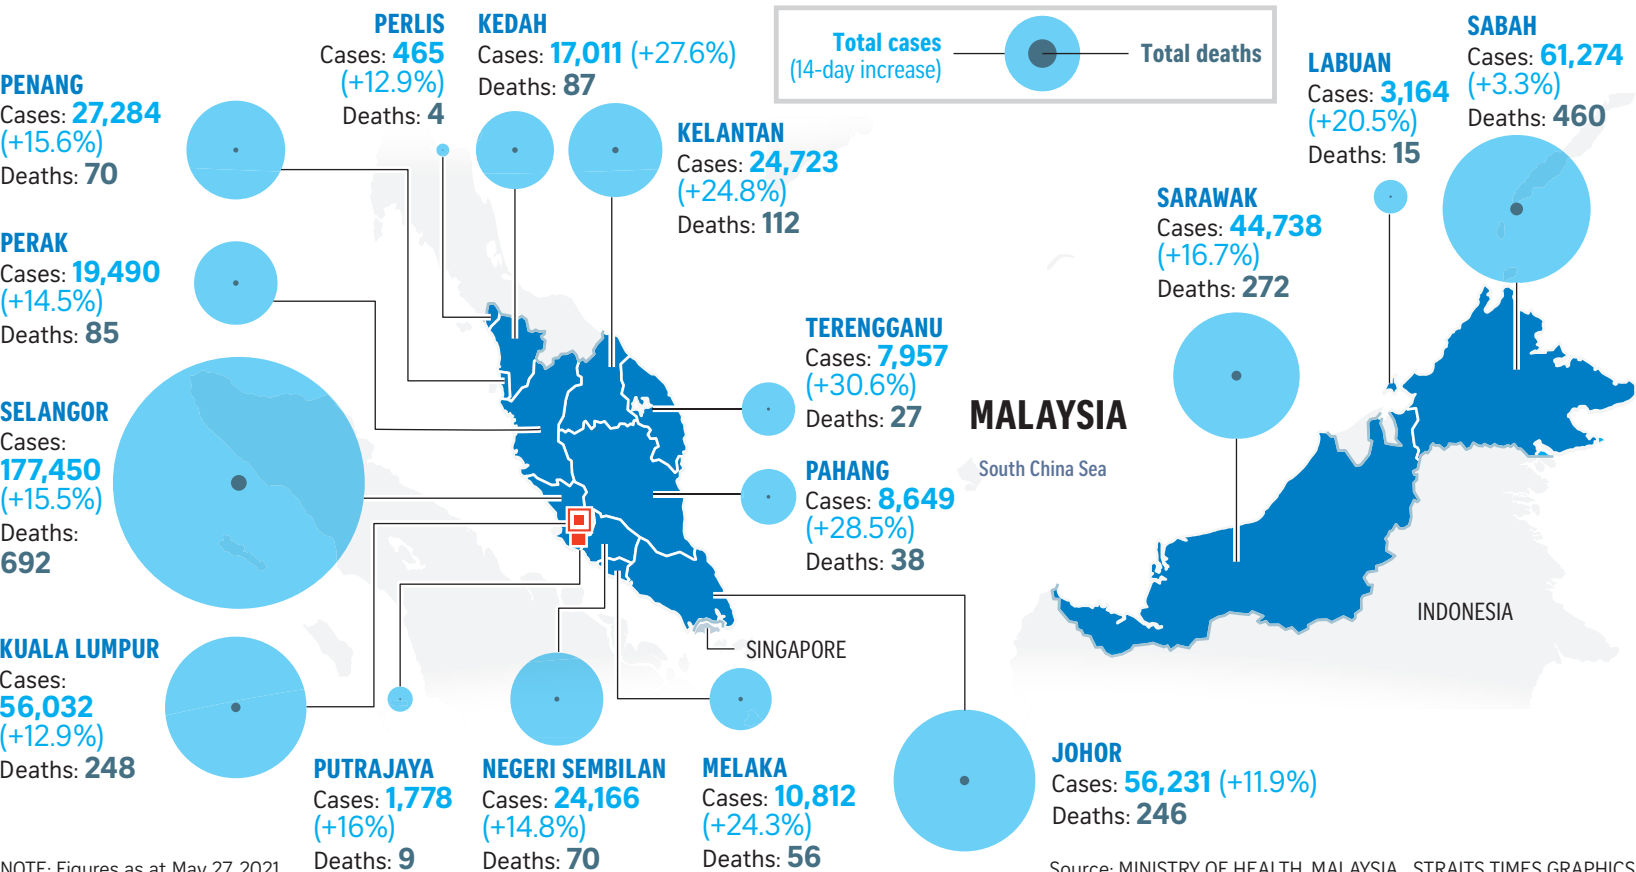 PERLIS
Cases: 465
(+12.9%)
Deaths: 4
KEDAH
Cases: 17,011 (+27.6%)
Deaths: 87
Total cases
(14-day increase)
Total deaths
SABAH
Cases: 61,274
(+3.3%)
Deaths: 460
LABUAN
Cases: 3,164
(+20.5%)
Deaths: 15
PENANG
Cases: 27,284
(+15.6%)
Deaths: 70
KELANTAN
Cases: 24,723
(+24.8%)
Deaths: 112
SARAWAK
Cases: 44,738
(+16.7%)
Deaths: 272
PERAK
Cases: 19,490
(+14.5%)
Deaths: 85
TERENGGANU
Cases: 7,957
(+30.6%)
Deaths: 27
MALAYSIA
South China Sea
SELANGOR
Cases:
177,450
(+15.5%)
Deaths:
692
PAHANG
Cases: 8,649
(+28.5%)
Deaths: 38
INDONESIA
SINGAPORE
KUALA LUMPUR
Cases:
56,032
(+12.9%)
Deaths: 248
PUTRAJAYA
Cases: 1,778
(+16%)
Deaths: 9
NEGERI SEMBILAN
Cases: 24,166
(+14.8%)
Deaths: 70
MELAKA
Cases: 10,812
(+24.3%)
Deaths: 56
JOHOR
Cases: 56,231 (+11.9%)
Deaths: 246
NOTE: Figures as at May 27, 2021
Source: MINISTRY OF HEALTH, MALAYSIA STRAITS TIMES GRAPHICS